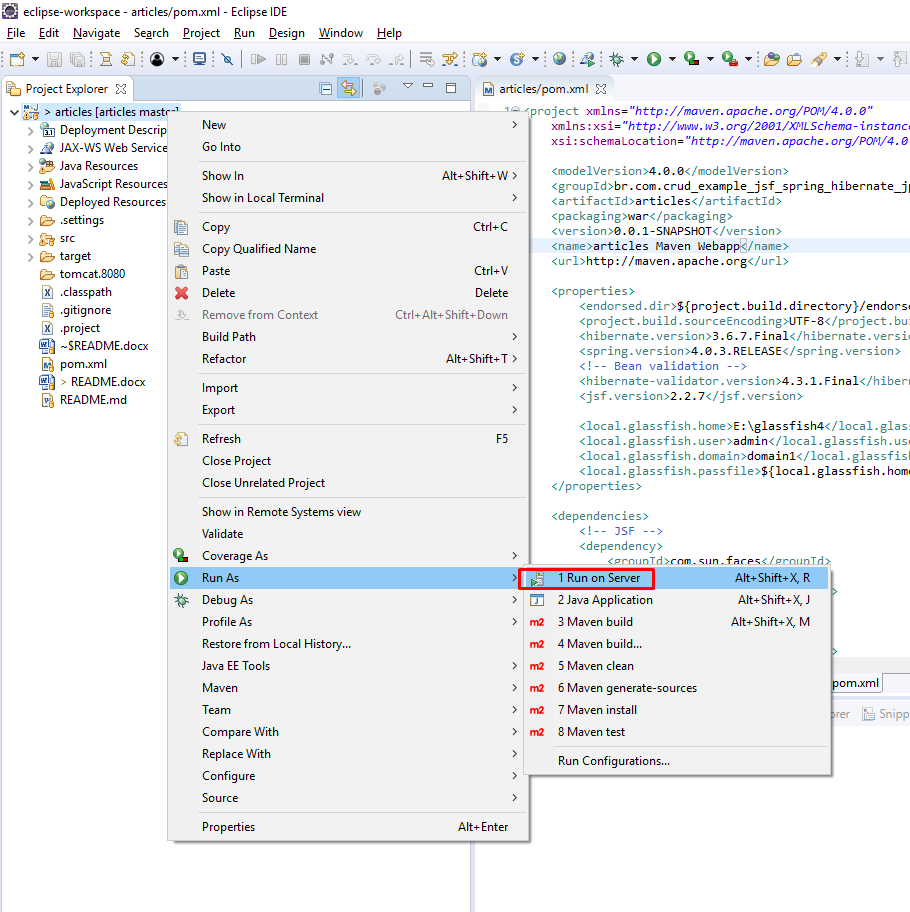 eclipse-workspace - articles/pom.xml - Eclipse IDE
File Edit Navigate Search Project Run Design Window Help
Project Explorer
> articles [articles master]
Deployment Descrip
JAX-WS Web Service
Java Resources
JavaScript Resources
Deployed Resources
.settings
src
target
tomcat.8080
.classpath
.gitignore
.project
~$README.docx
pom.xml
> README.docx
README.md
New
Go Into
Show In Alt+Shift+W
Show in Local Terminal
Copy Ctrl+C
Copy Qualified Name
Paste Ctrl+V
Delete Delete
Remove from Context Ctrl+Alt+Shift+Down
Build Path
Refactor Alt+Shift+T
Import
Export
Refresh F5
Close Project
Close Unrelated Project
Show in Remote Systems view
Validate
Coverage As
Run As
Debug As
Profile As
Restore from Local History...
Java EE Tools
Maven
Team
Compare With
Replace With
Configure
Source
Properties Alt+Enter
articles/pom.xml
1 <project xmlns="http://maven.apache.org/POM/4.0.0"
xmlns:xsi="http://www.w3.org/2001/XMLSchema-instance
xsi:schemaLocation="http://maven.apache.org/POM/4.0
<modelVersion>4.0.0</modelVersion>
<groupId>br.com.crud_example_jsf_spring_hibernate_jp
<artifactId>articles</artifactId>
<packaging>war</packaging>
<version>0.0.1-SNAPSHOT</version>
<name>articles Maven Webapp</name>
<url>http://maven.apache.org</url>
<properties>
<endorsed.dir>${project.build.directory}/endorse
<project.build.sourceEncoding>UTF-8</project.bui
<hibernate.version>3.6.7.Final</hibernate.versio
<spring.version>4.0.3.RELEASE</spring.version>
<!-- Bean validation -->
<hibernate-validator.version>4.3.1.Final</hibern
<jsf.version>2.2.7</jsf.version>
<local.glassfish.home>E:\glassfish4</local.glass
<local.glassfish.user>admin</local.glassfish.use
<local.glassfish.domain>domain1</local.glassfish
<local.glassfish.passfile>${local.glassfish.home
</properties>
<dependencies>
<!-- JSF -->
<dependency>
<groupId>com.sun.faces</groupId>
1 Run on Server Alt+Shift+X, R
2 Java Application Alt+Shift+X, J
m2 3 Maven build Alt+Shift+X, M
m2 4 Maven build...
m2 5 Maven clean
m2 6 Maven generate-sources
m2 7 Maven install
m2 8 Maven test
Run Configurations...
pom.xml
orer Snipp